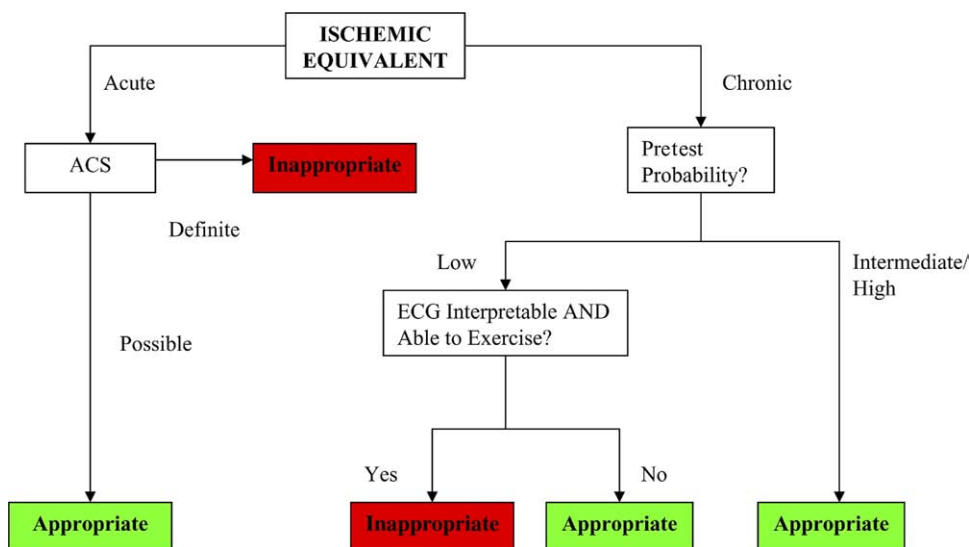 ISCHEMIC
EQUIVALENT
Acute
Chronic
ACS
Inappropriate
Pretest
Probability?
Definite
Low
Intermediate/
High
ECG Interpretable AND
Able to Exercise?
Possible
Yes
No
Appropriate
Inappropriate
Appropriate
Appropriate